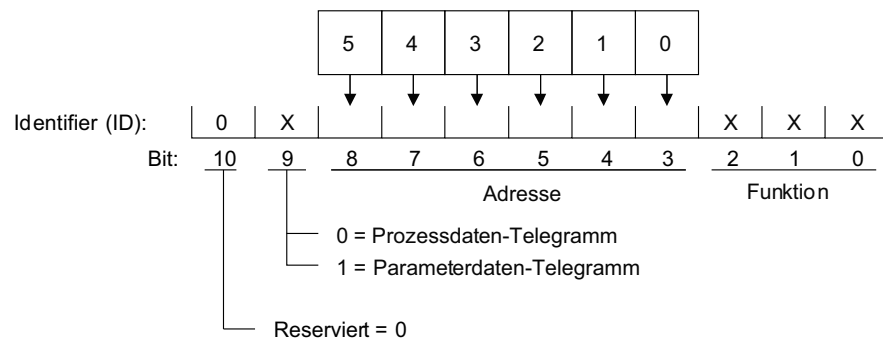 5 4 3 2 1 0
Identifier (ID): 0 X X X X
Bit: 10 9 8 7 6 5 4 3 2 1 0
Adresse Funktion
0 = Prozessdaten-Telegramm
1 = Parameterdaten-Telegramm
Reserviert = 0